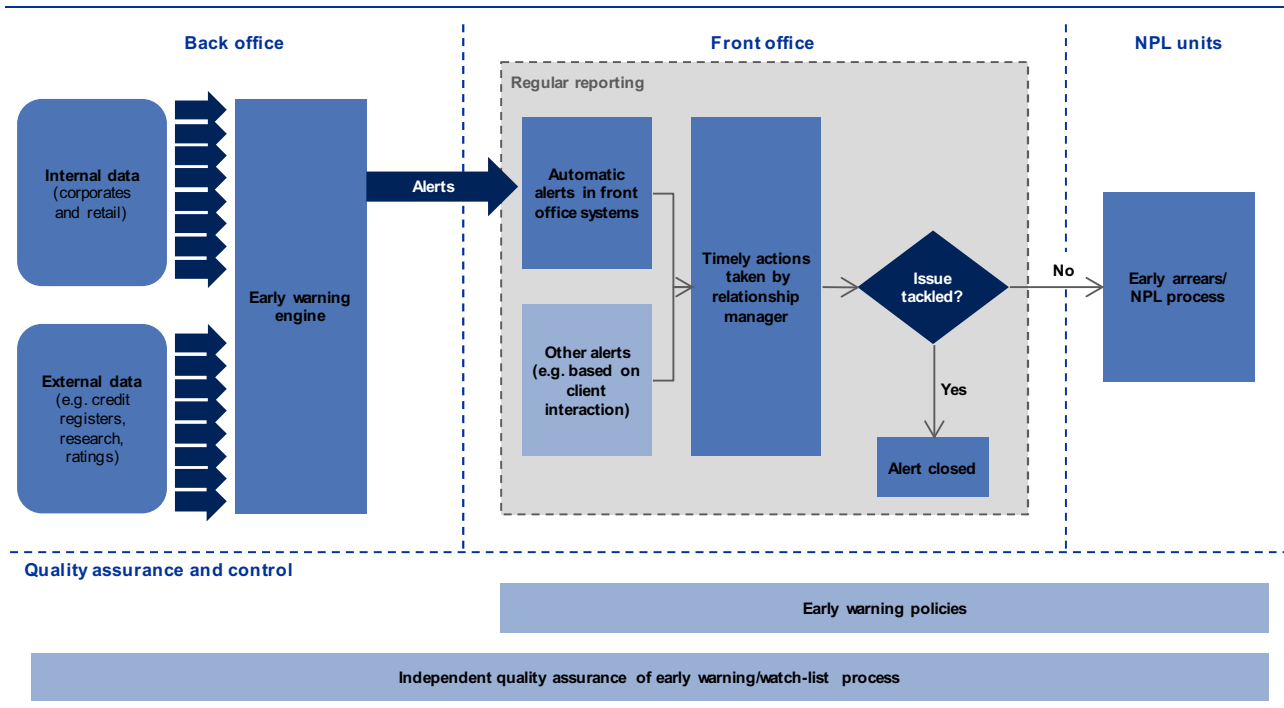 Back office
Front office
NPL units
Regular reporting
Internal data
(corporates
and retail)
External data
(e.g. credit
registers,
research,
ratings)
Early warning
engine
Alerts
Automatic
alerts in front
office systems
Other alerts
(e.g. based on
client
interaction)
Timely actions
taken by
relationship
manager
Issue
tackled?
No
Yes
Alert closed
Early arrears/
NPL process
Quality assurance and control
Early warning policies
Independent quality assurance of early warning/watch-list process